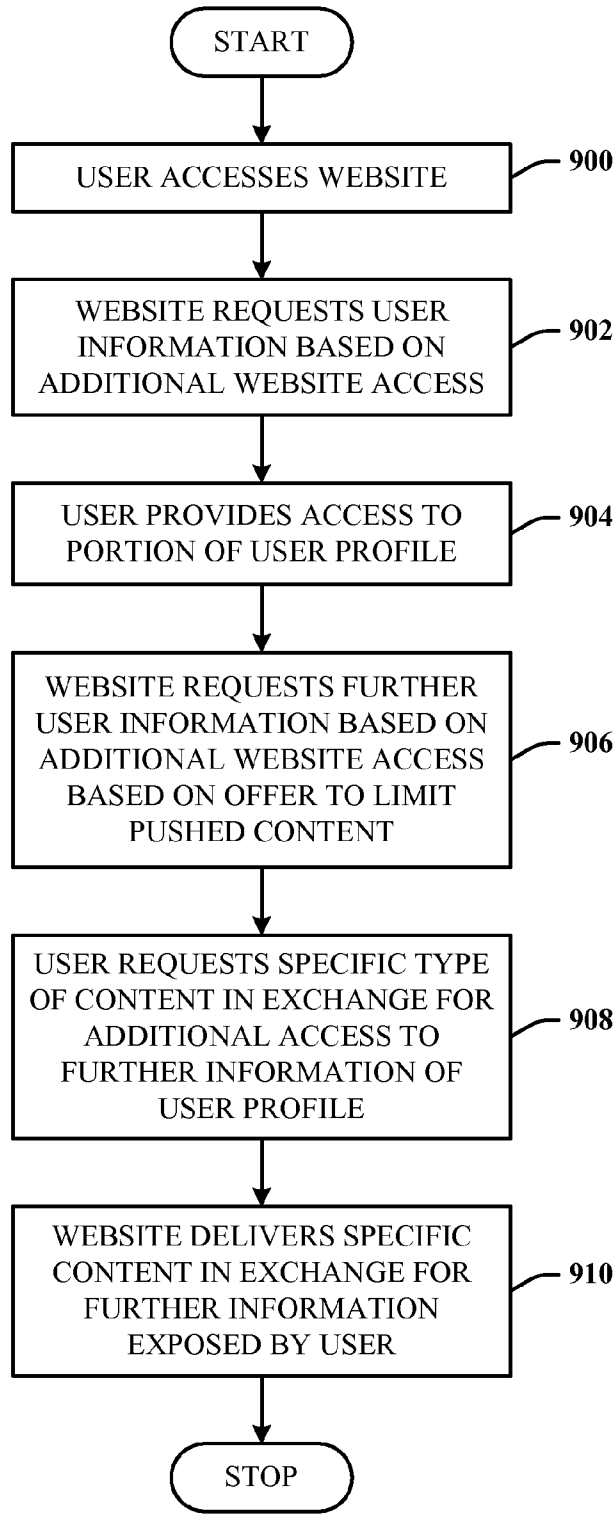 START
USER ACCESSES WEBSITE
900
WEBSITE REQUESTS USER
INFORMATION BASED ON
ADDITIONAL WEBSITE ACCESS
902
USER PROVIDES ACCESS TO
PORTION OF USER PROFILE
904
WEBSITE REQUESTS FURTHER
USER INFORMATION BASED ON
ADDITIONAL WEBSITE ACCESS
BASED ON OFFER TO LIMIT
PUSHED CONTENT
906
USER REQUESTS SPECIFIC TYPE
OF CONTENT IN EXCHANGE FOR
ADDITIONAL ACCESS TO
FURTHER INFORMATION OF
USER PROFILE
908
WEBSITE DELIVERS SPECIFIC
CONTENT IN EXCHANGE FOR
FURTHER INFORMATION
EXPOSED BY USER
910
STOP